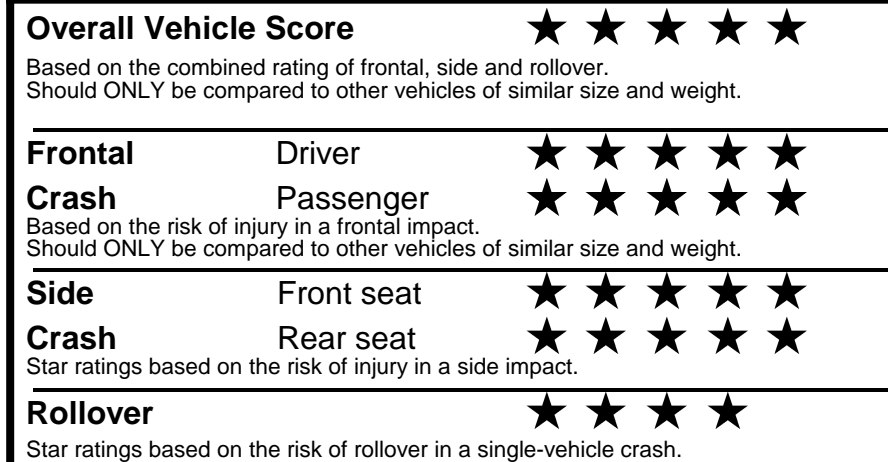 Overall Vehicle Score ★ ★ ★ ★ ★
Based on the combined rating of frontal, side and rollover.
Should ONLY be compared to other vehicles of similar size and weight.
Frontal Driver ★ ★ ★ ★ ★
Crash Passenger ★ ★ ★ ★ ★
Based on the risk of injury in a frontal impact.
Should ONLY be compared to other vehicles of similar size and weight.
Side Front seat ★ ★ ★ ★ ★
Crash Rear seat ★ ★ ★ ★ ★
Star ratings based on the risk of injury in a side impact.
Rollover ★ ★ ★ ★
Star ratings based on the risk of rollover in a single-vehicle crash.